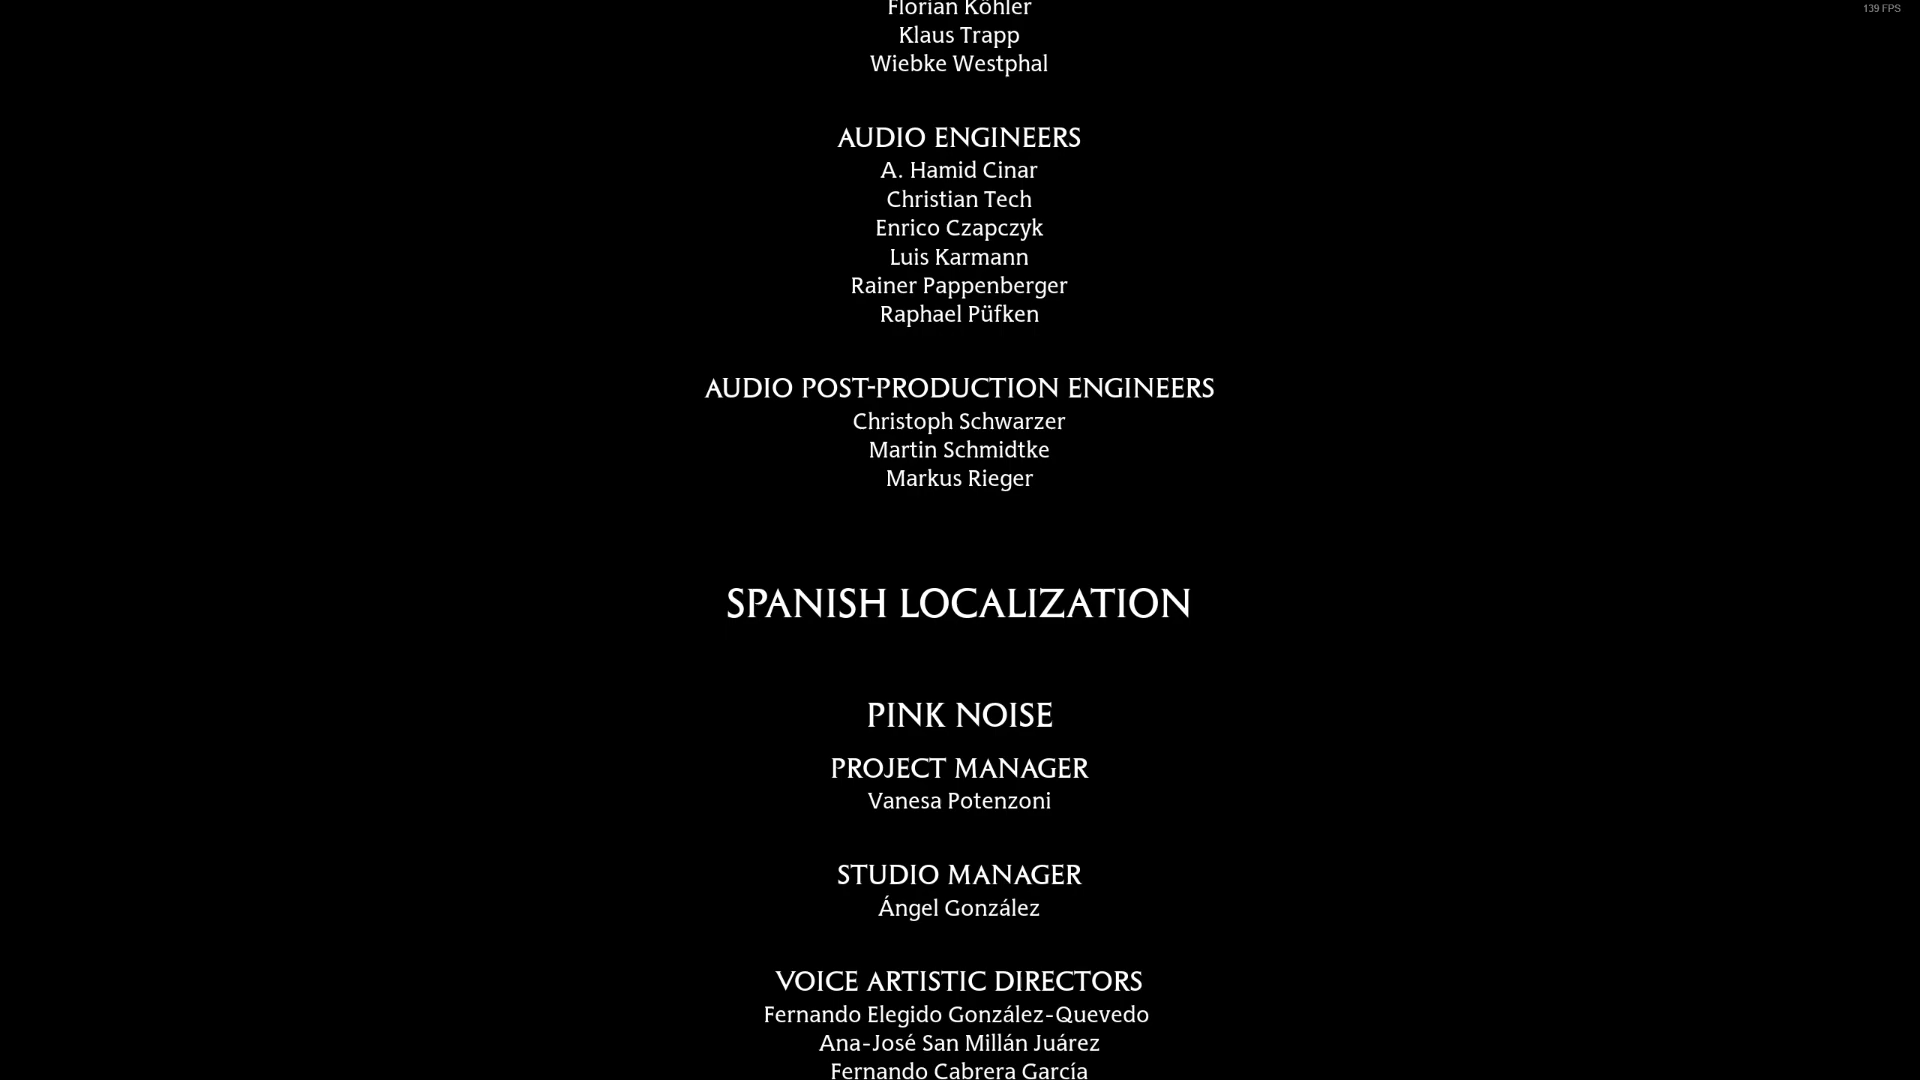 Florian Köhler
139 FPS
Klaus Trapp
Wiebke Westphal
AUDIO ENGINEERS
A. Hamid Cinar
Christian Tech
Enrico Czapczyk
Luis Karmann
Rainer Pappenberger
Raphael Püfken
AUDIO POST-PRODUCTION ENGINEERS
Christoph Schwarzer
Martin Schmidtke
Markus Rieger
SPANISH LOCALIZATION
PINK NOISE
PROJECT MANAGER
Vanesa Potenzoni
STUDIO MANAGER
Ángel González
VOICE ARTISTIC DIRECTORS
Fernando Elegido González-Quevedo
Ana-José San Millán Juárez
Fernando Cabrera García